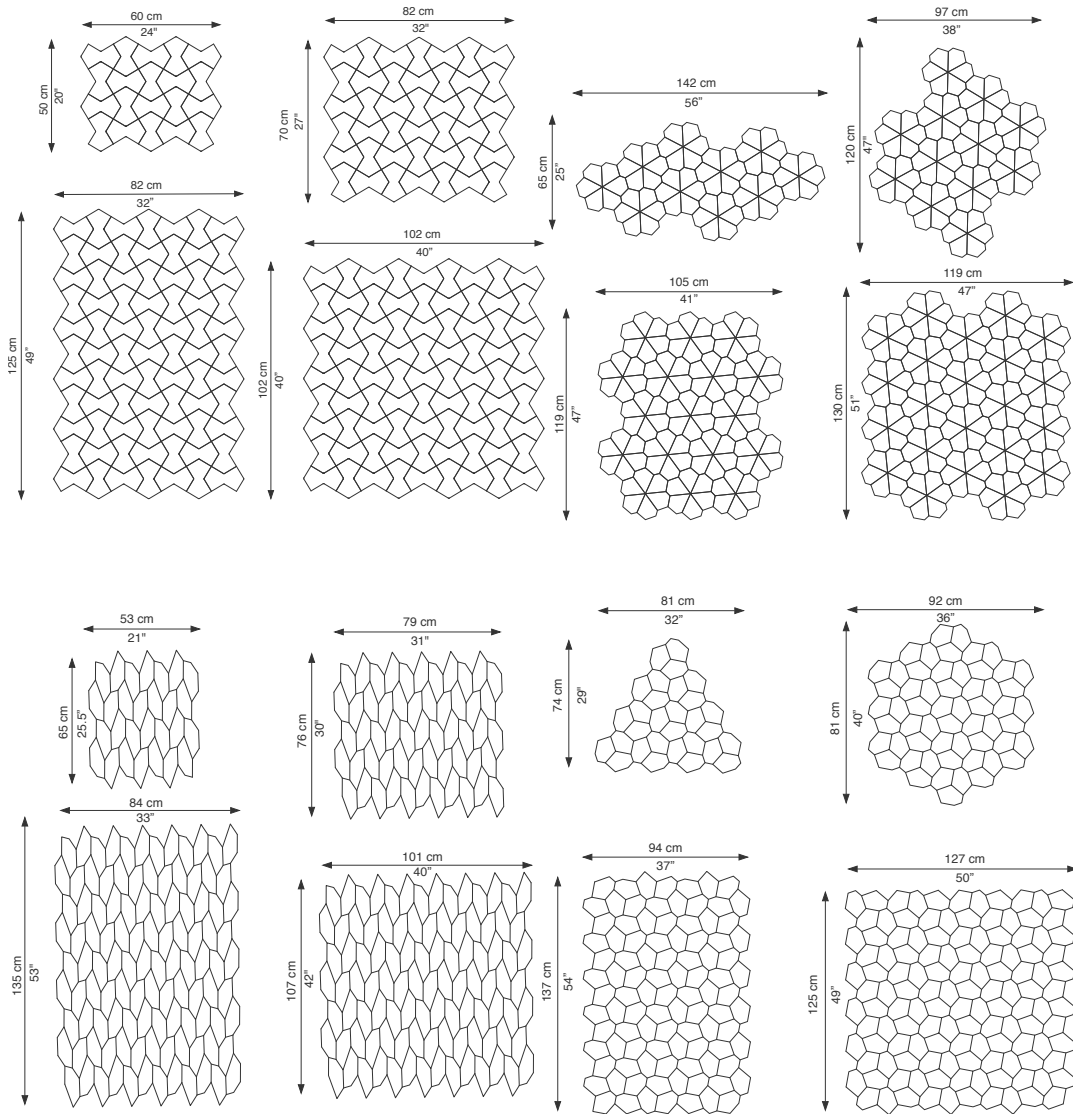 60 cm
24"
50 cm
20"
82 cm
32"
70 cm
27"
142 cm
56"
65 cm
25"
97 cm
38"
120 cm
47"
82 cm
32"
125 cm
49"
102 cm
40"
102 cm
40"
105 cm
41"
119 cm
47"
119 cm
47"
130 cm
51"
53 cm
21"
65 cm
25.5"
79 cm
31"
76 cm
30"
81 cm
32"
74 cm
29"
92 cm
36"
81 cm
40"
84 cm
33"
135 cm
53"
101 cm
40"
107 cm
42"
94 cm
37"
137 cm
54"
127 cm
50"
125 cm
49"